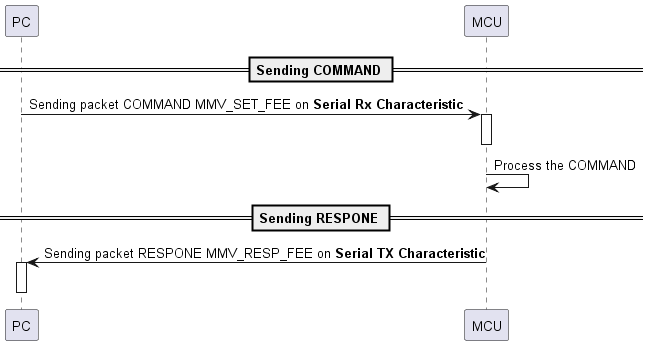 PC
MCU
Sending COMMAND
Sending packet COMMAND MMV_SET_FEE on Serial Rx Characteristic
Process the COMMAND
Sending RESPONE
Sending packet RESPONE MMV_RESP_FEE on Serial TX Characteristic
PC
MCU